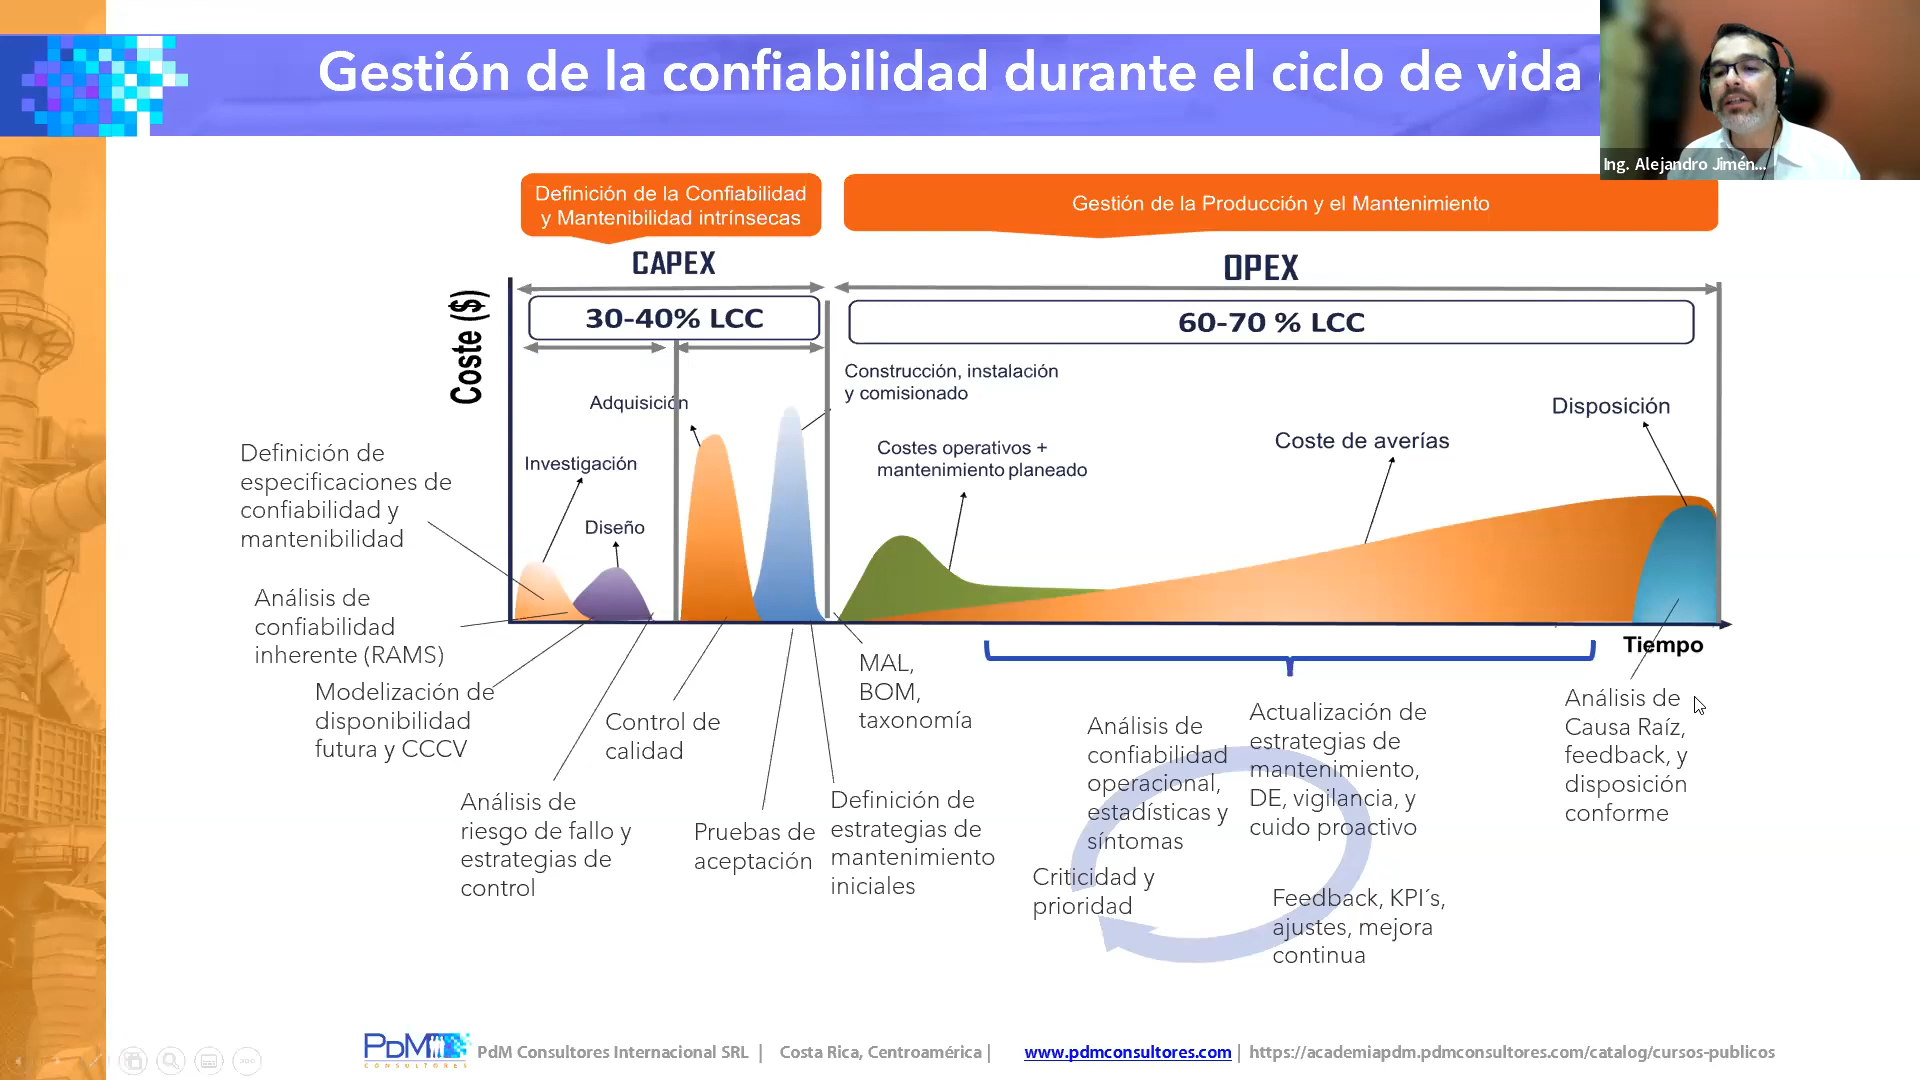 Gestión de la confiabilidad durante el ciclo de vida
Ing. Alejandro Jimén...
Definición de la Confiabilidad
y Mantenibilidad intrínsecas
Gestión de la Producción y el Mantenimiento
CAPEX
OPEX
Coste ($)
30-40% LCC
60-70 % LCC
Construcción, instalación
y comisionado
Adquisición
Disposición
Costes operativos +
mantenimiento planeado
Coste de averías
Investigación
Diseño
Definición de
especificaciones de
confiabilidad y
mantenibilidad
Análisis de
confiabilidad
inherente (RAMS)
Modelización de
disponibilidad
futura y CCCV
Análisis de
riesgo de fallo y
estrategias de
control
Control de
calidad
Pruebas de
aceptación
MAL,
BOM,
taxonomía
Definición de
estrategias de
mantenimiento
iniciales
Tiempo
Análisis de
confiabilidad
operacional,
estadísticas y
síntomas
Actualización de
estrategias de
mantenimiento,
DE, vigilancia, y
cuido proactivo
Criticidad y
prioridad
Feedback, KPI´s,
ajustes, mejora
continua
Análisis de
Causa Raíz,
feedback, y
disposición
conforme
PDM
CONSULTORES
PdM Consultores Internacional SRL | Costa Rica, Centroamérica | www.pdmconsultores.com | https://academiapdm.pdmconsultores.com/catalog/cursos-publicos